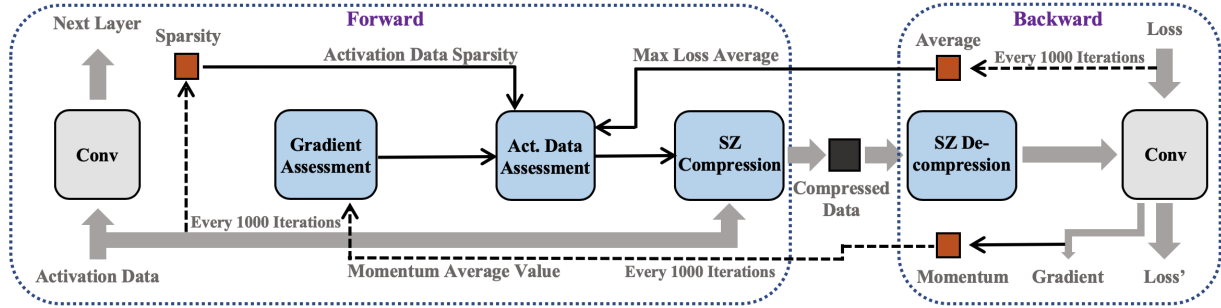 Forward
Backward
Next Layer
Sparsity
Activation Data Sparsity
Max Loss Average
Average
Loss
Every 1000 Iterations
Conv
Gradient
Assessment
Act. Data
Assessment
SZ
Compression
Compressed
Data
SZ De-
compression
Conv
Every 1000 Iterations
Activation Data
Momentum Average Value
Every 1000 Iterations
Momentum
Gradient
Loss'